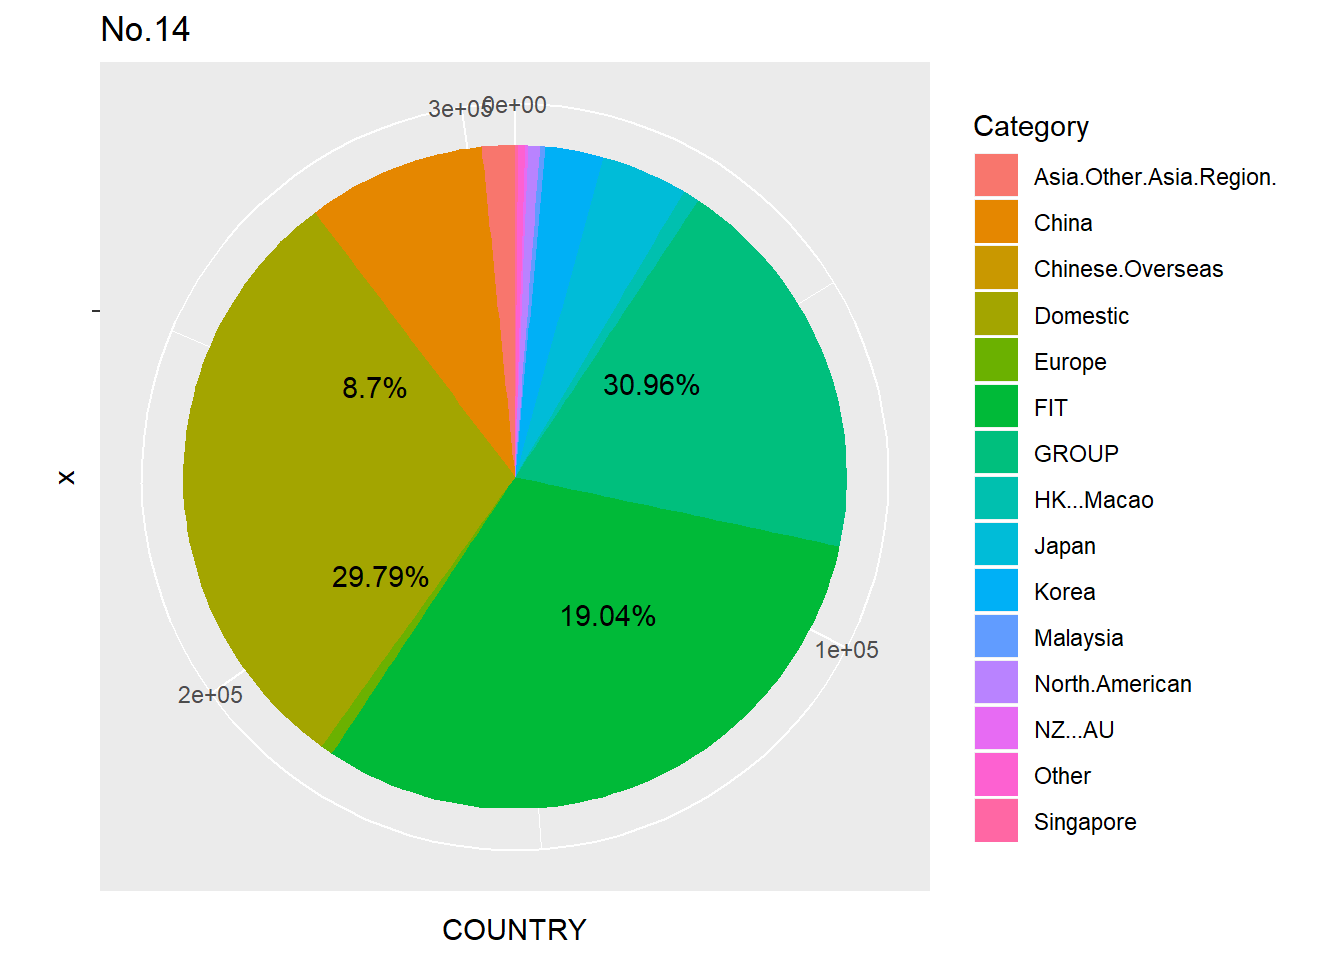 No.14
3e+05
0e+00
1e+05
2e+05
8.7%
30.96%
29.79%
19.04%
x
COUNTRY
Category
Asia.Other.Asia.Region.
China
Chinese.Overseas
Domestic
Europe
FIT
GROUP
HK...Macao
Japan
Korea
Malaysia
North.American
NZ...AU
Other
Singapore